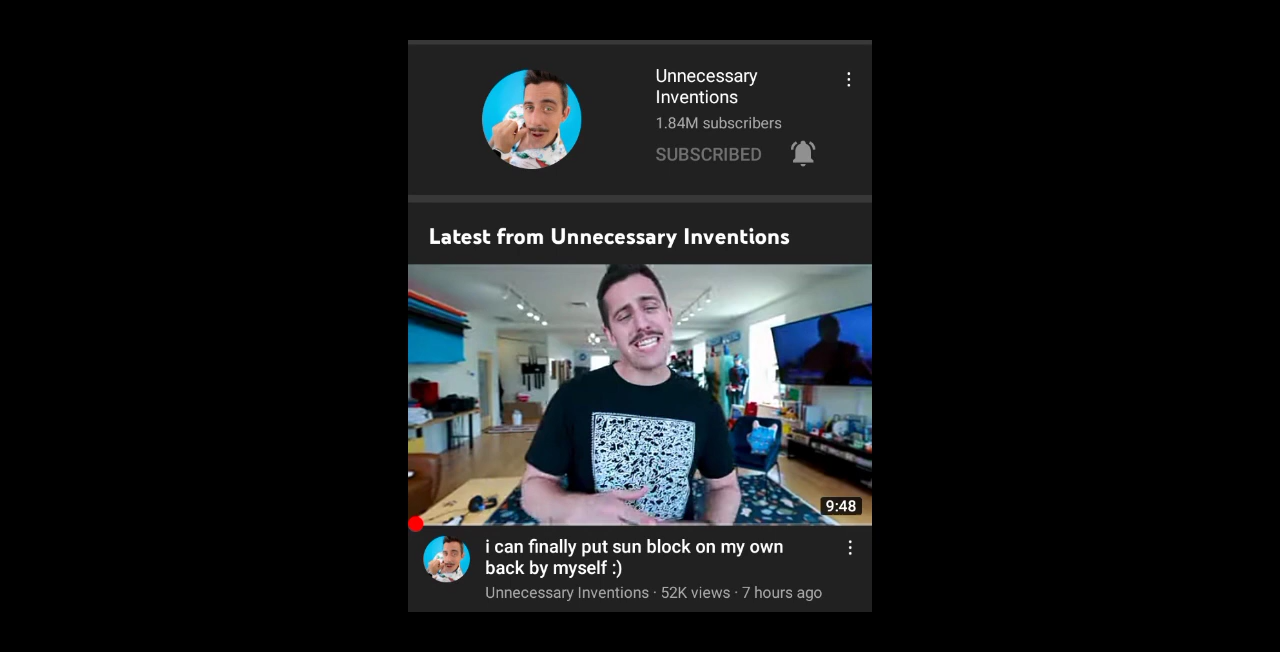 Unnecessary
Inventions
1.84M subscribers
SUBSCRIBED
Latest from Unnecessary Inventions
9:48
i can finally put sun block on my own
back by myself :)
Unnecessary Inventions · 52K views · 7 hours ago